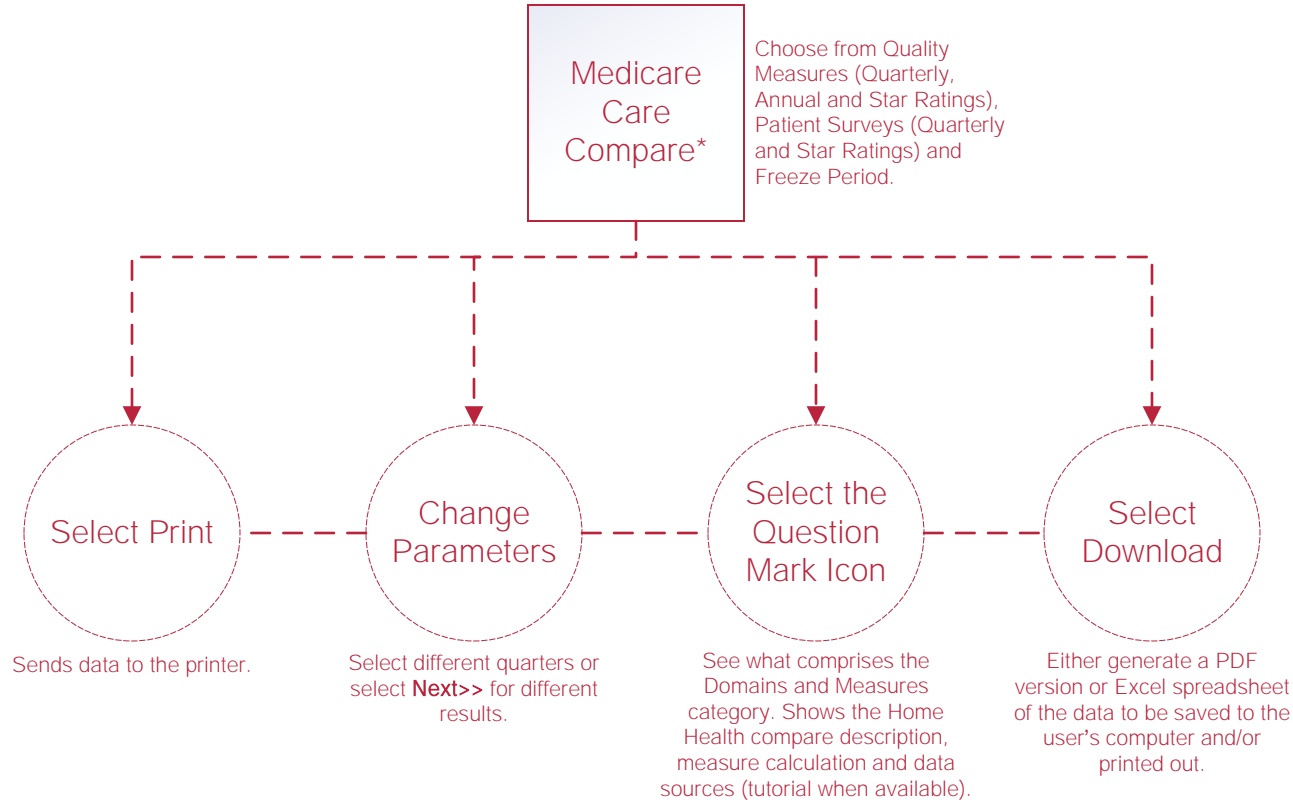 Medicare
Care
Compare*
Choose from Quality
Measures (Quarterly,
Annual and Star Ratings),
Patient Surveys (Quarterly
and Star Ratings) and
Freeze Period.
Select Print
Sends data to the printer.
Change
Parameters
Select different quarters or
select Next>> for different
results.
Select the
Question
Mark Icon
See what comprises the
Domains and Measures
category. Shows the Home
Health compare description,
measure calculation and data
sources (tutorial when available).
Select
Download
Either generate a PDF
version or Excel spreadsheet
of the data to be saved to the
user's computer and/or
printed out.